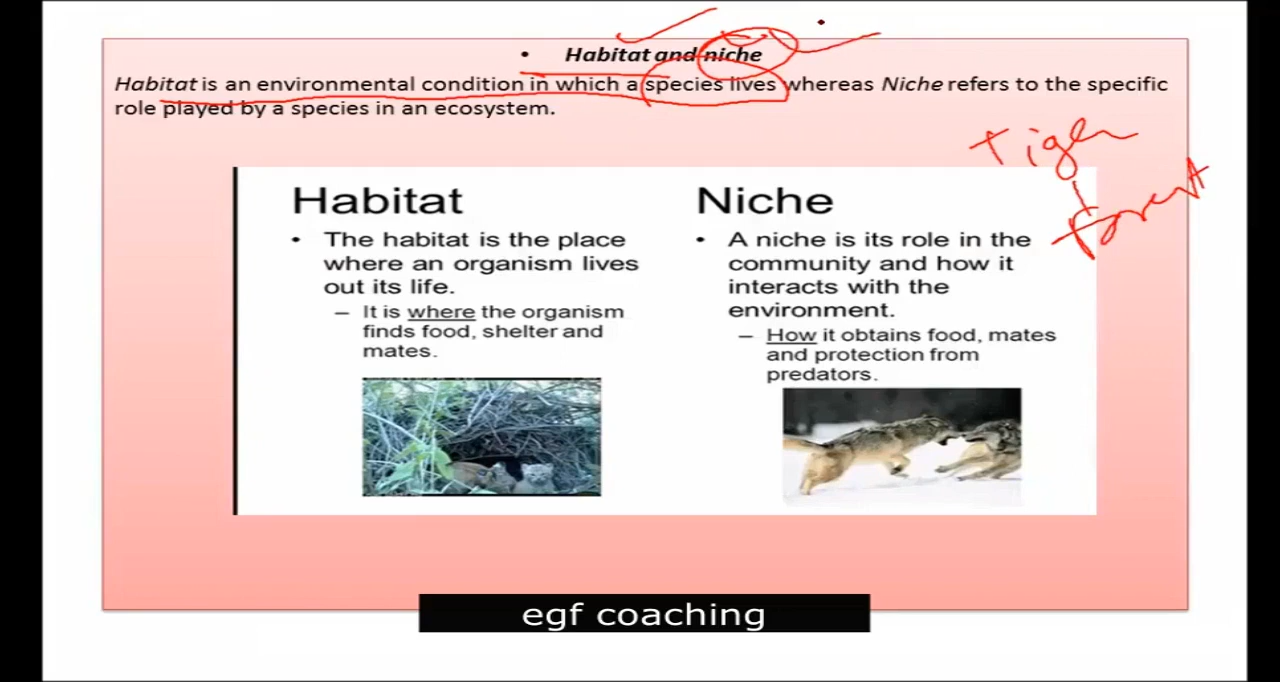 • Habitat and niche
Habitat is an environmental condition in which a species lives whereas Niche refers to the specific
role played by a species in an ecosystem.
Tiger
Forest
Habitat
• The habitat is the place
where an organism lives
out its life.
– It is where the organism
finds food, shelter and
mates.
Niche
• A niche is its role in the
community and how it
interacts with the
environment.
– How it obtains food, mates
and protection from
predators.
egf coaching